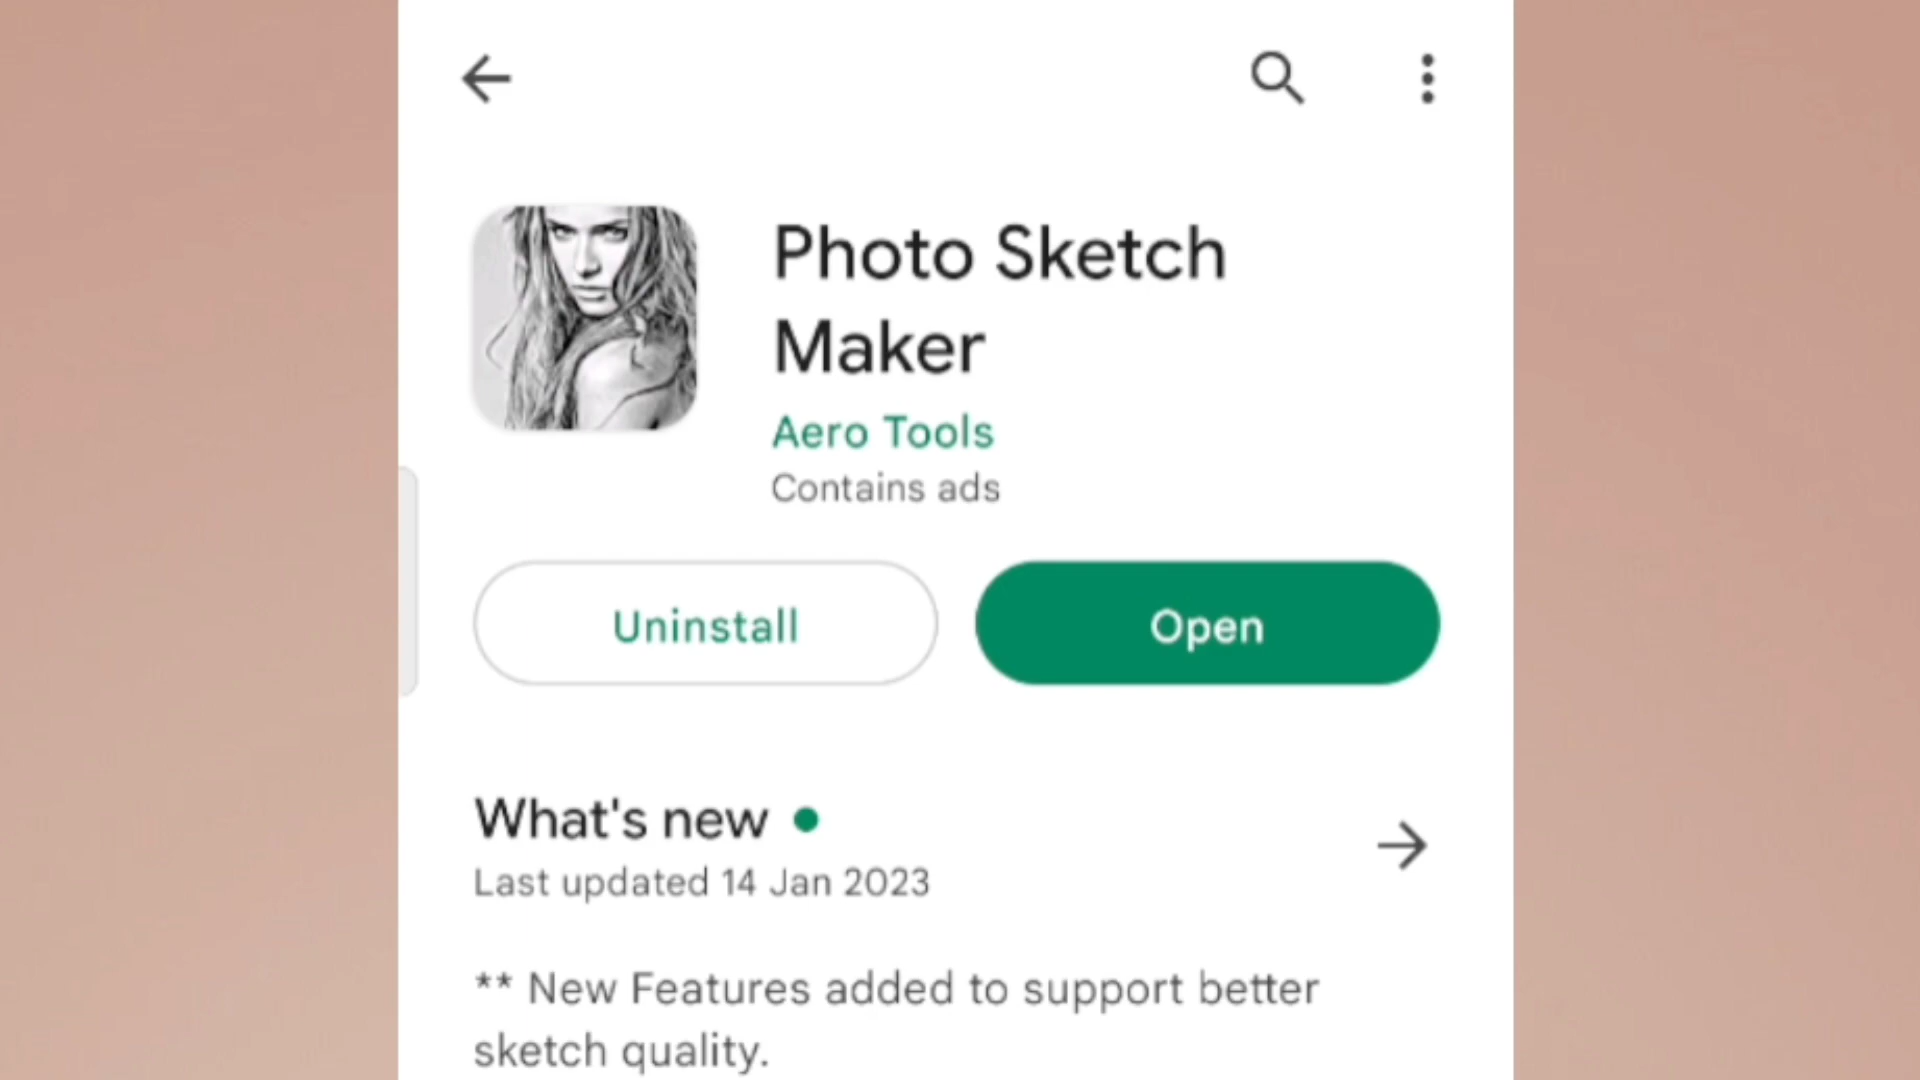 Photo Sketch
Maker
Aero Tools
Contains ads
Uninstall
Open
What's new
Last updated 14 Jan 2023
** New Features added to support better
sketch quality.